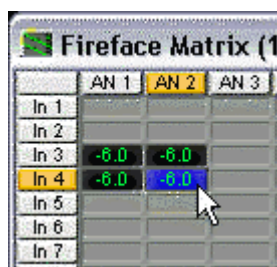 Fireface Matrix (1
AN 1 AN 2 AN 3
In 1
In 2
In 3 -6.0 -6.0
In 4 -6.0 -6.0
In 5
In 6
In 7